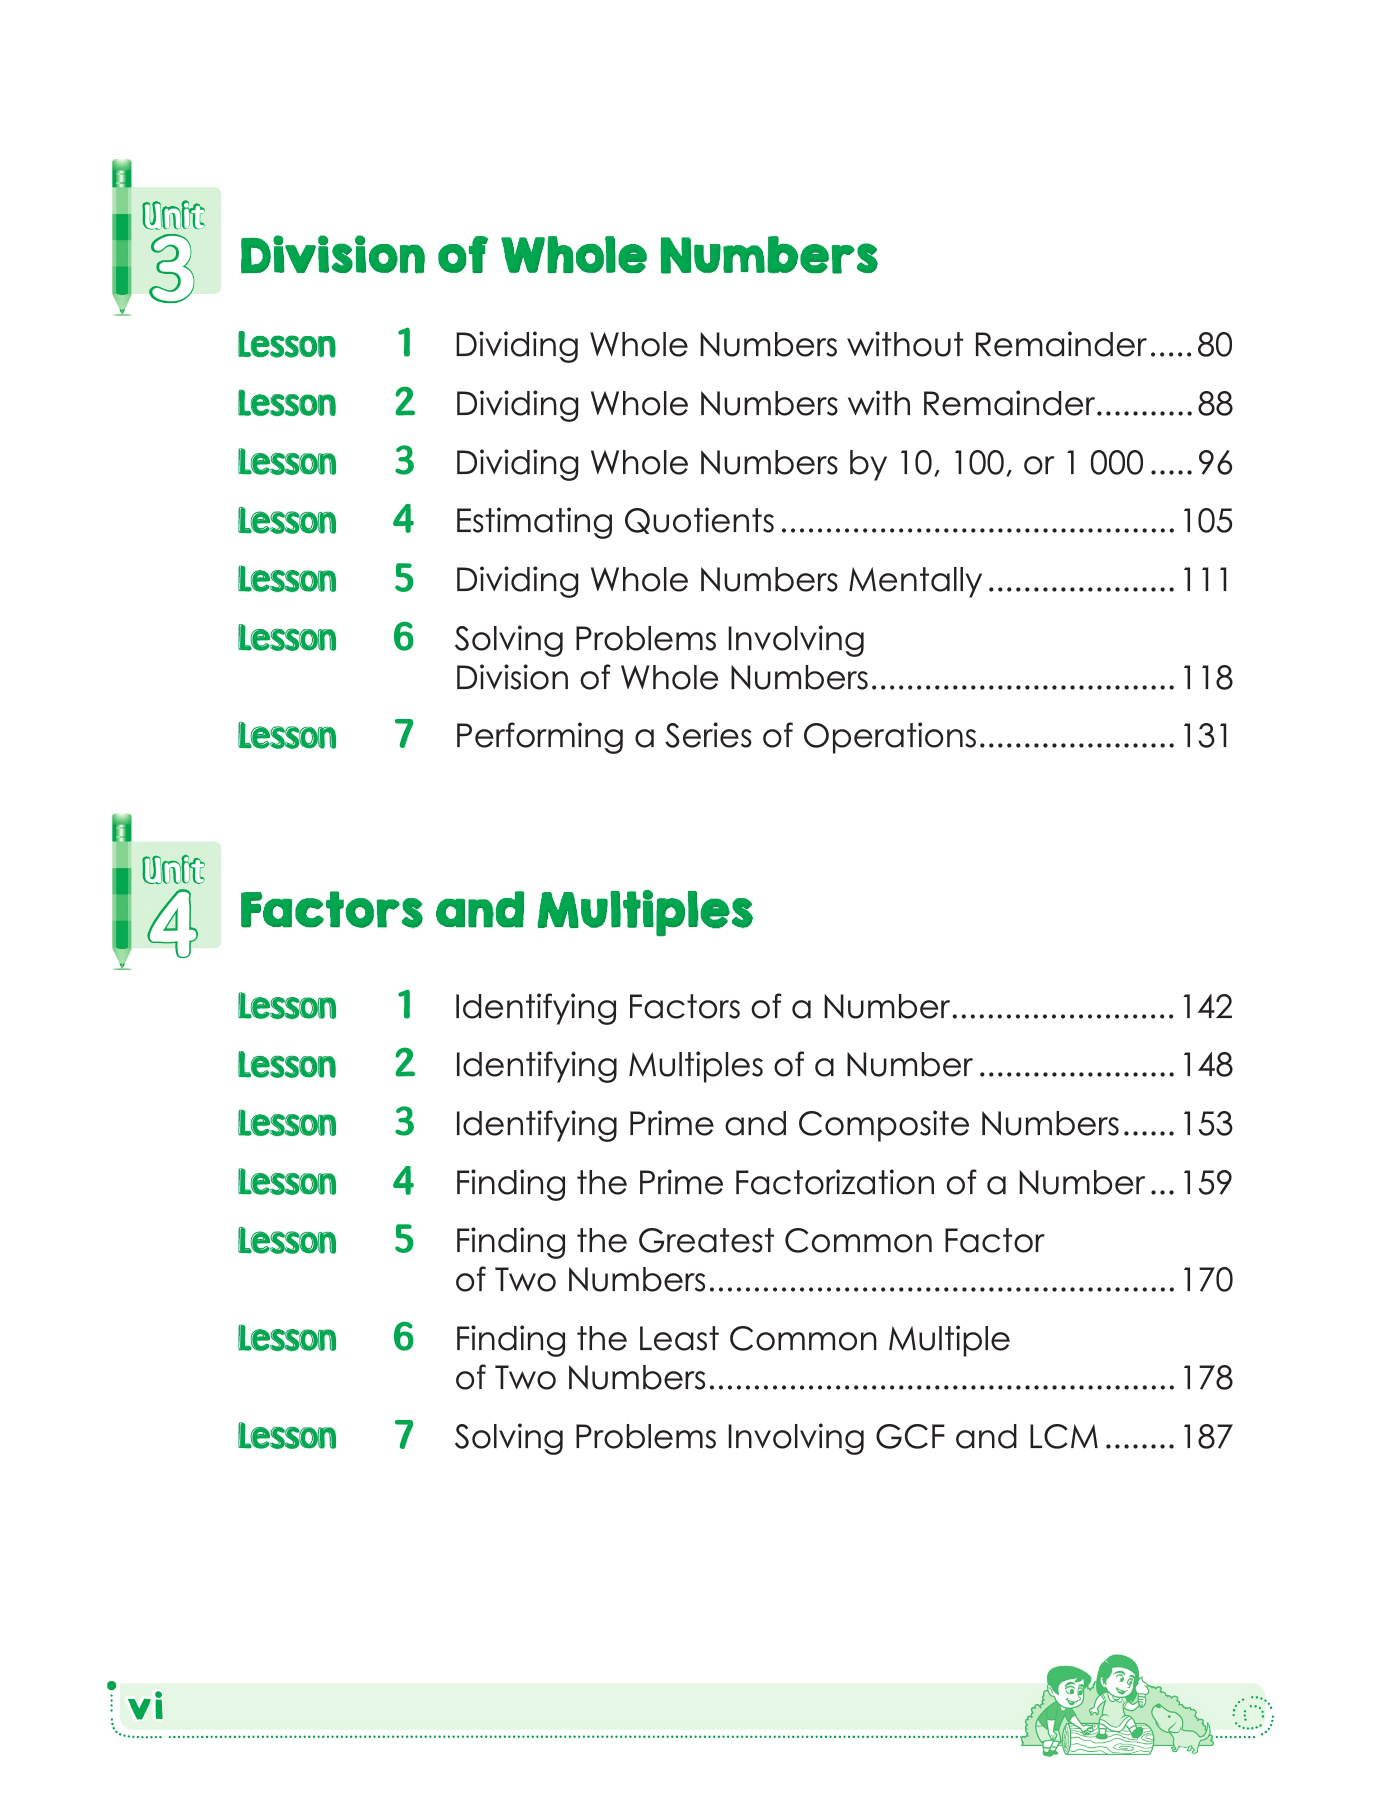 Unit
3
Division of Whole Numbers
Lesson 1 Dividing Whole Numbers without Remainder.....80
Lesson 2 Dividing Whole Numbers with Remainder...........88
Lesson 3 Dividing Whole Numbers by 10, 100, or 1 000.....96
Lesson 4 Estimating Quotients............................................105
Lesson 5 Dividing Whole Numbers Mentally.....................111
Lesson 6 Solving Problems Involving
Division of Whole Numbers..................................118
Lesson 7 Performing a Series of Operations......................131
Unit
4
Factors and Multiples
Lesson 1 Identifying Factors of a Number.........................142
Lesson 2 Identifying Multiples of a Number......................148
Lesson 3 Identifying Prime and Composite Numbers......153
Lesson 4 Finding the Prime Factorization of a Number...159
Lesson 5 Finding the Greatest Common Factor
of Two Numbers....................................................170
Lesson 6 Finding the Least Common Multiple
of Two Numbers....................................................178
Lesson 7 Solving Problems Involving GCF and LCM........187
vi